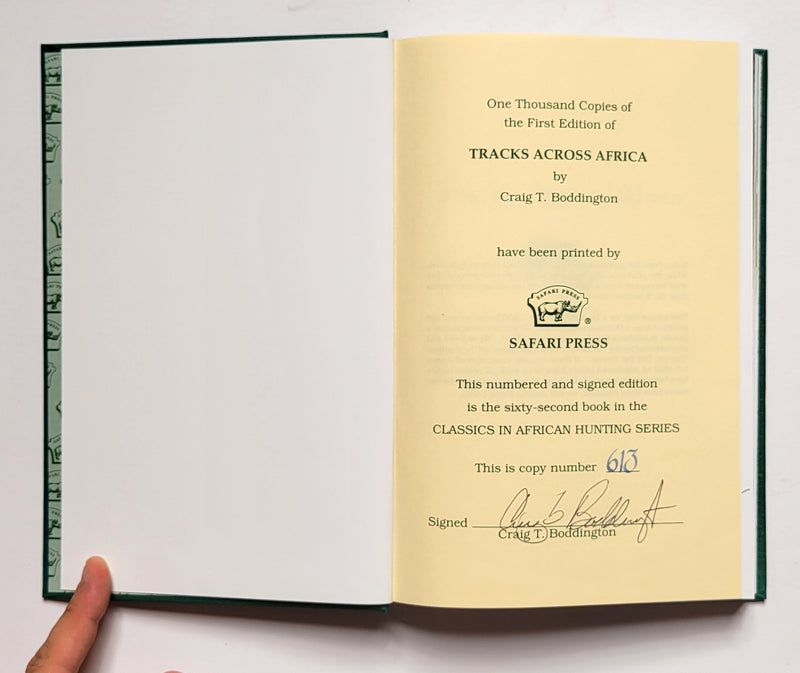 One Thousand Copies of
the First Edition of
TRACKS ACROSS AFRICA
by
Craig T. Boddington
have been printed by
SAFARI PRESS
®
SAFARI PRESS
This numbered and signed edition
is the sixty-second book in the
CLASSICS IN AFRICAN HUNTING SERIES
This is copy number 613
Signed
Craig T. Boddington